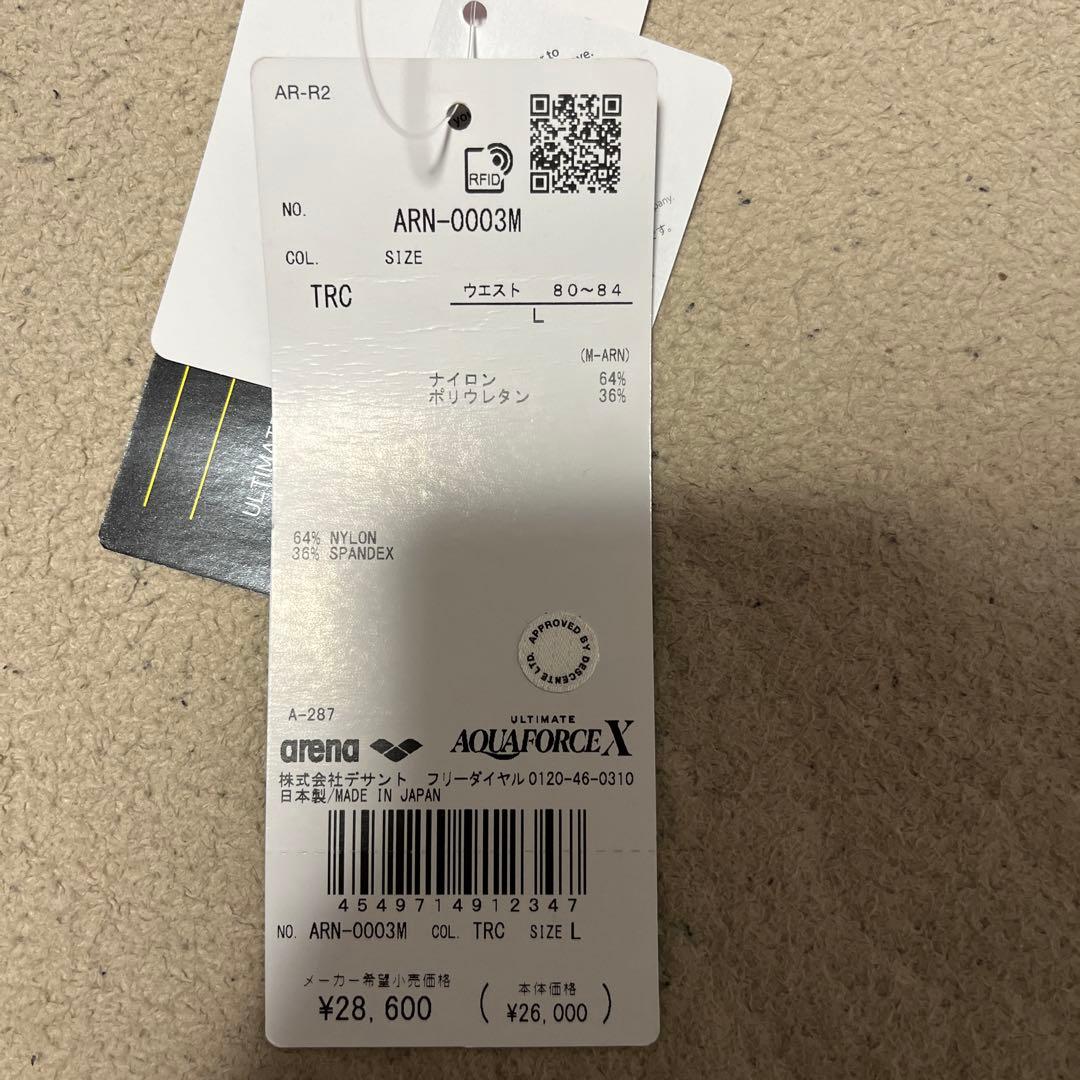 AR-R2
RFID
NO. ARN-0003M
COL. SIZE
TRC ウエスト 80~84
L
(M-ARN)
ナイロン 64%
ポリウレタン 36%
64% NYLON
36% SPANDEX
APPROVED BY DESCENTE LTD.
A-287
ULTIMATE
arena AQUAFORCE X
株式会社デサント フリーダイヤル 0120-46-0310
日本製/MADE IN JAPAN
4549714912347
NO. ARN-0003M COL. TRC SIZE L
メーカー希望小売価格 本体価格
¥28,600 ( ¥26,000 )
to
ve.
pany.
す。